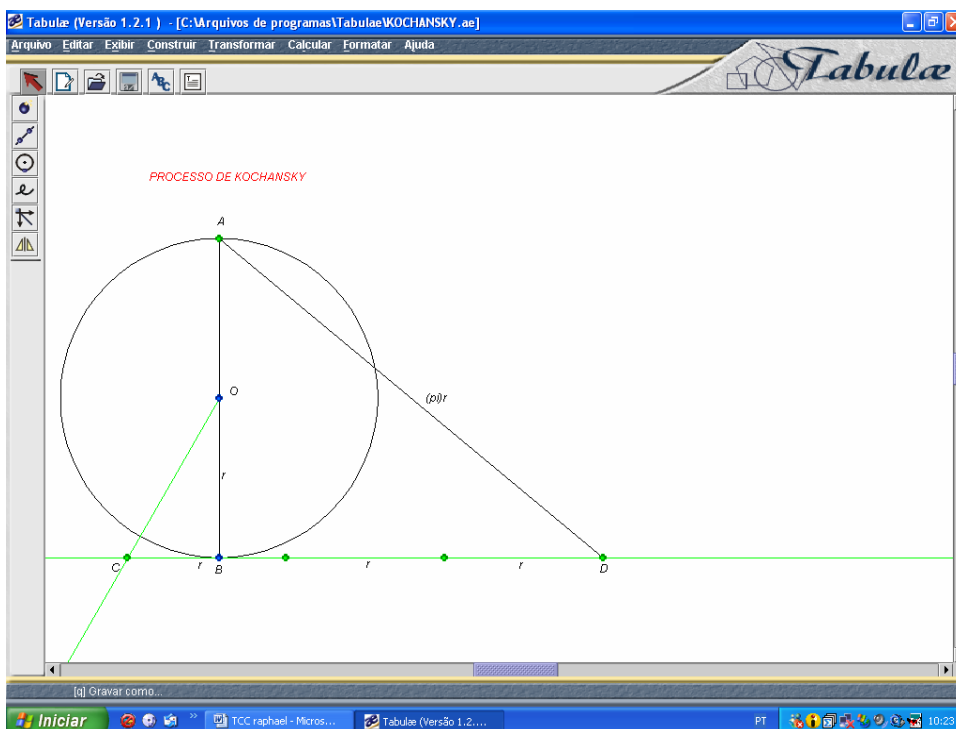 Tabulæ (Versão 1.2.1 ) - [C:\Arquivos de programas\Tabulae\KOCHANSKY.ae]
Arquivo Editar Exibir Construir Transformar Calcular Formatar Ajuda
Tabulæ
ABC
PROCESSO DE KOCHANSKY
A
O
(pi)r
r
C r B r r D
[q] Gravar como...
Iniciar » TCC raphael - Micros... Tabulæ (Versão 1.2.... PT 10:23